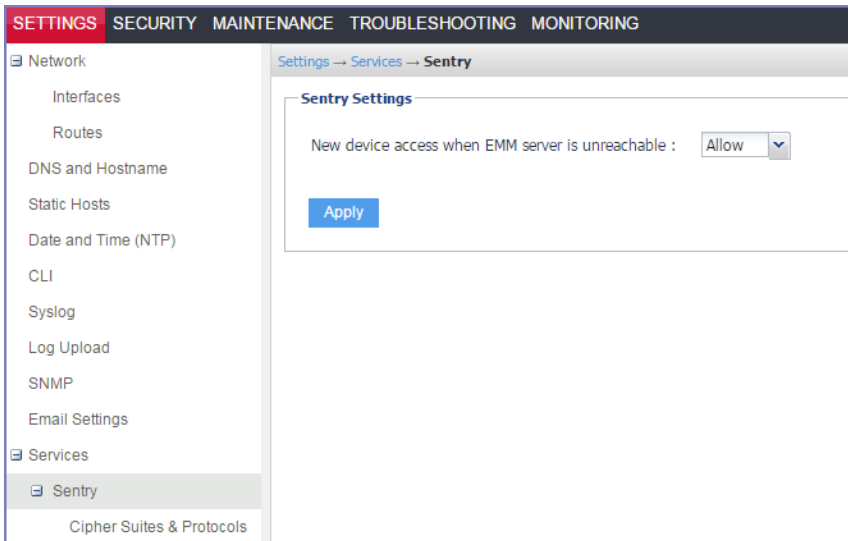 SETTINGS SECURITY MAINTENANCE TROUBLESHOOTING MONITORING
Network
Interfaces
Routes
DNS and Hostname
Static Hosts
Date and Time (NTP)
CLI
Syslog
Log Upload
SNMP
Email Settings
Services
Sentry
Cipher Suites & Protocols
Settings → Services → Sentry
Sentry Settings
New device access when EMM server is unreachable : Allow
Apply